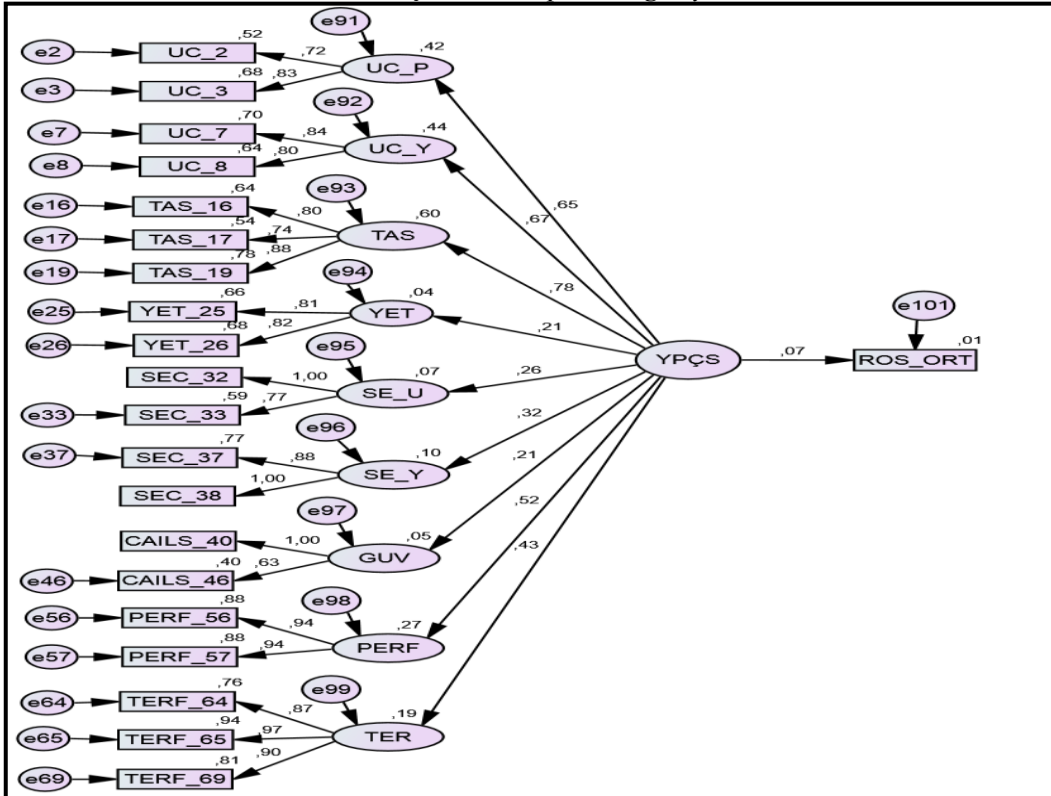 e91
,52
,42
e2
UC_2
,72
UC_P
,68
,83
e3
UC_3
e92
,70
,44
e7
UC_7
,84
UC_Y
,64
,80
e8
UC_8
,65
,64
e93
,67
e16
TAS_16
,80
,60
,54
,74
e17
TAS_17
TAS
,78
,88
,78
e19
TAS_19
e94
,66
,04
e25
YET_25
,81
YET
,21
e101
,68
,82
e26
YET_26
e95
YPÇS
,07
,01
ROS_ORT
SEC_32
1,00
,07
,26
SE_U
,59
,77
e33
SEC_33
e96
,32
,77
e37
SEC_37
,88
,10
,21
SE_Y
1,00
SEC_38
e97
,52
CAILS_40
1,00
,05
,43
GUV
,40
,63
e46
CAILS_46
e98
,88
e56
PERF_56
,94
,27
,88
PERF
e57
PERF_57
,94
e99
,76
e64
TERF_64
,87
,19
,94
,97
TER
e65
TERF_65
,90
,81
e69
TERF_69